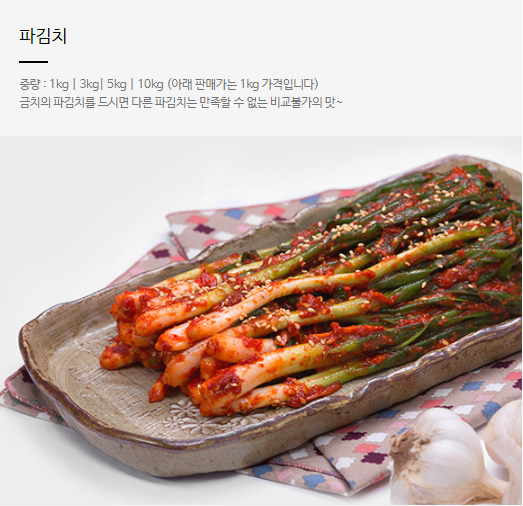 파김치
중량 : 1kg | 3kg| 5kg | 10kg (아래 판매가는 1kg 가격입니다)
금치의 파김치를 드시면 다른 파김치는 만족할 수 없는 비교불가의 맛~